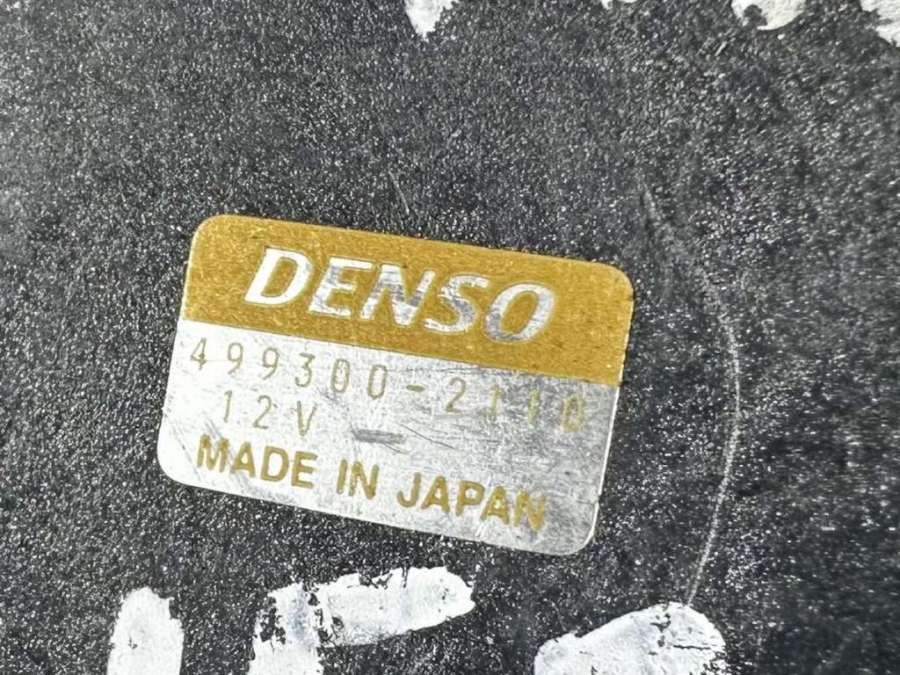 DENSO
499300-2110
12V
MADE IN JAPAN